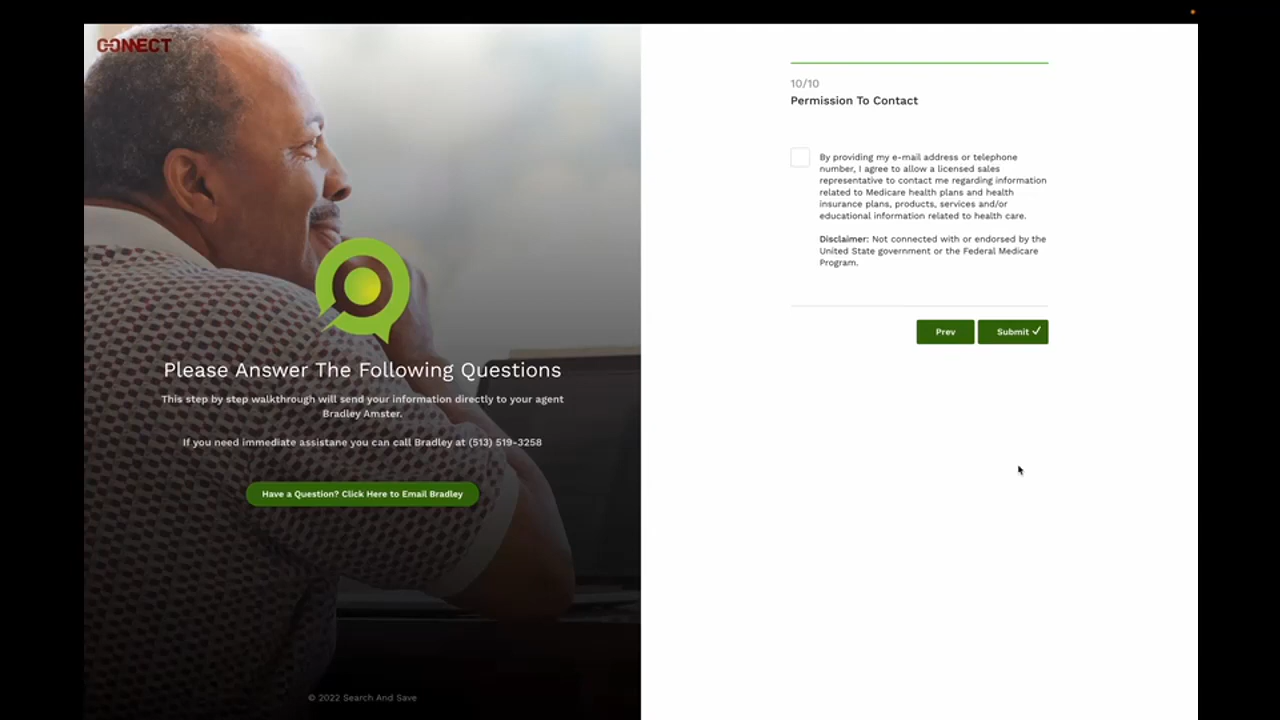 CONNECT
Please Answer The Following Questions
This step by step walkthrough will send your information directly to your agent
Bradley Amster.
If you need immediate assistane you can call Bradley at (513) 519-3258
Have a Question? Click Here to Email Bradley
© 2022 Search And Save
10/10
Permission To Contact
By providing my e-mail address or telephone
number, I agree to allow a licensed sales
representative to contact me regarding information
related to Medicare health plans and health
insurance plans, products, services and/or
educational information related to health care.
Disclaimer: Not connected with or endorsed by the
United State government or the Federal Medicare
Program.
Prev
Submit